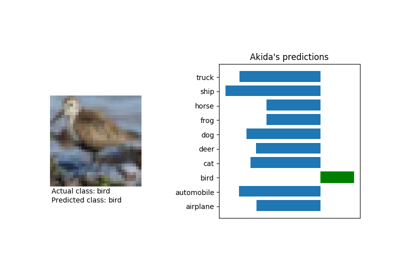 Akida's predictions
truck
ship
horse
frog
dog
deer
cat
bird
automobile
airplane
Actual class: bird
Predicted class: bird